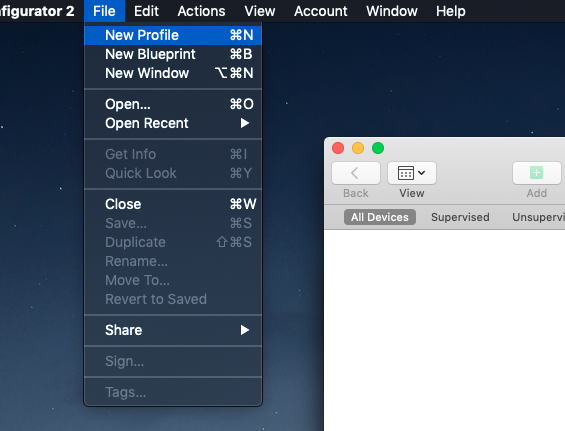 nfigurator 2 File Edit Actions View Account Window Help
New Profile ⌘N
New Blueprint ⌘B
New Window ⌥⌘N
Open... ⌘O
Open Recent
Get Info ⌘I
Quick Look ⌘Y
Close ⌘W
Save... ⌘S
Duplicate ⇧⌘S
Rename...
Move To...
Revert to Saved
Share
Sign...
Tags...
Back View Add
All Devices Supervised Unsupervi